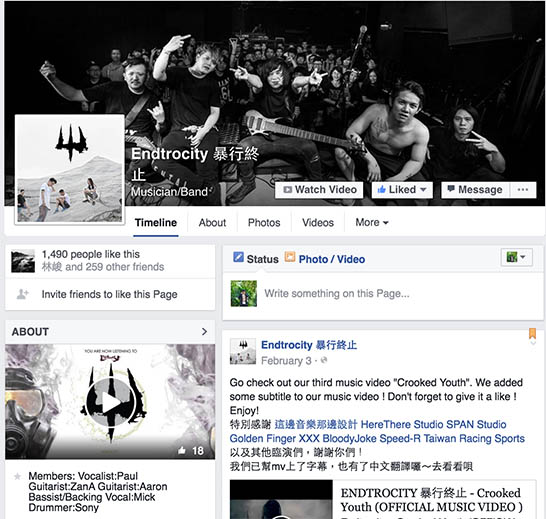 Endtrocity 暴行終
止
Musician/Band
Watch Video
Liked
Message
Timeline
About
Photos
Videos
More
1,490 people like this
林峻 and 259 other friends
Invite friends to like this Page
Status
Photo / Video
Write something on this Page...
ABOUT
YOU ARE NOW LISTENING TO
18
Members: Vocalist:Paul
Guitarist:ZanA Guitarist:Aaron
Bassist/Backing Vocal:Mick
Drummer:Sony
Endtrocity 暴行終止
February 3 ·
Go check out our third music video "Crooked Youth". We added
some subtitle to our music video ! Don't forget to give it a like !
Enjoy!
特別感謝 這邊音樂那邊設計 HereThere Studio SPAN Studio
Golden Finger XXX BloodyJoke Speed-R Taiwan Racing Sports
以及其他臨演們，謝謝你們！
我們已幫mv上了字幕，也有了中文翻譯囉～去看看唄
ENDTROCITY 暴行終止 - Crooked
Youth (OFFICIAL MUSIC VIDEO )